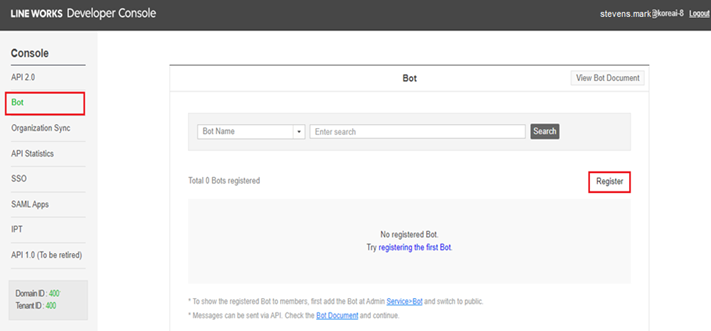 LINE WORKS Developer Console
stevens.mark@koreai-8 Logout
Console
API 2.0
Bot
Organization Sync
API Statistics
SSO
SAML Apps
IPT
API 1.0 (To be retired)
Domain ID : 400
Tenant ID : 400
Bot
View Bot Document
Bot Name
Enter search
Search
Total 0 Bots registered
Register
No registered Bot.
Try registering the first Bot.
* To show the registered Bot to members, first add the Bot at Admin Service>Bot and switch to public.
* Messages can be sent via API. Check the Bot Document and continue.